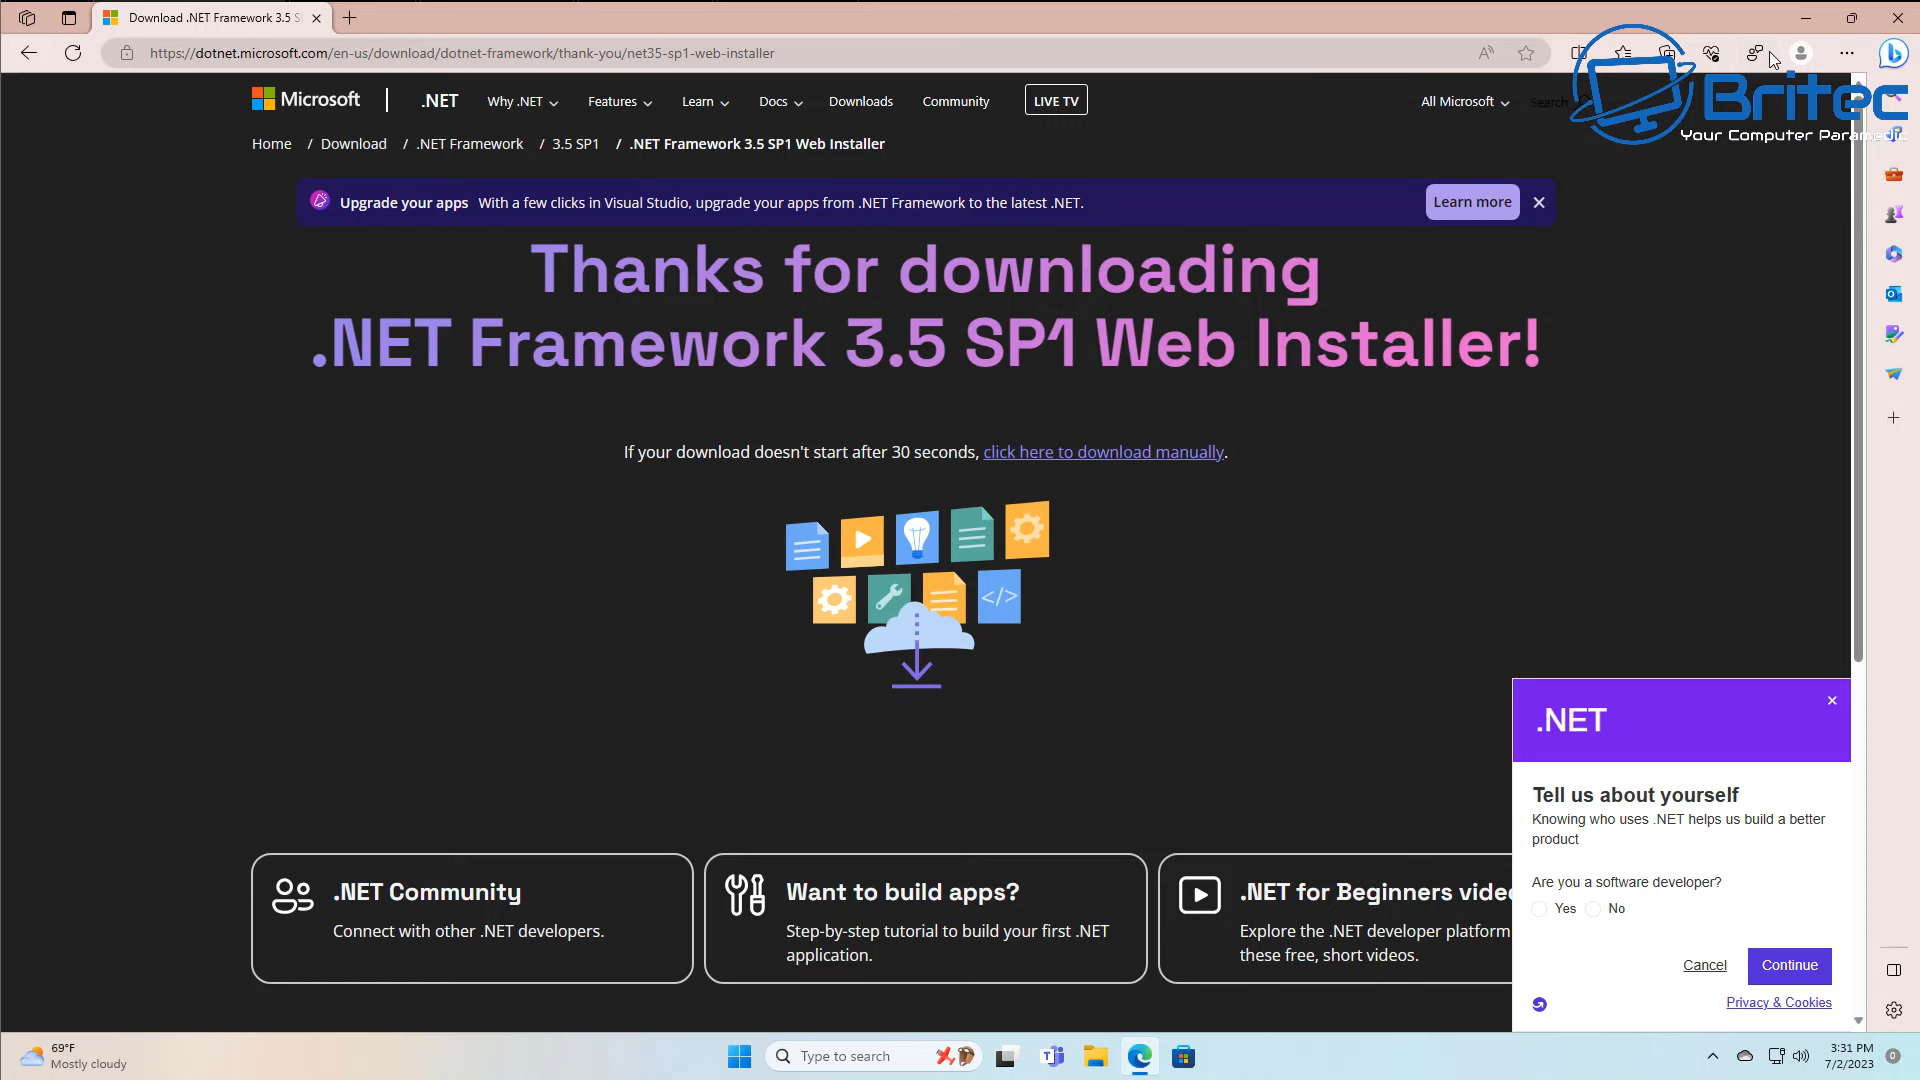 Download .NET Framework 3.5 S
https://dotnet.microsoft.com/en-us/download/dotnet-framework/thank-you/net35-sp1-web-installer
Britec
Your Computer Paramedic
Microsoft
.NET
Why .NET
Features
Learn
Docs
Downloads
Community
LIVE TV
All Microsoft
Search
Home / Download / .NET Framework / 3.5 SP1 / .NET Framework 3.5 SP1 Web Installer
Upgrade your apps With a few clicks in Visual Studio, upgrade your apps from .NET Framework to the latest .NET.
Learn more
Thanks for downloading
.NET Framework 3.5 SP1 Web Installer!
If your download doesn't start after 30 seconds, click here to download manually.
</>
.NET Community
Connect with other .NET developers.
Want to build apps?
Step-by-step tutorial to build your first .NET
application.
.NET for Beginners vide
Explore the .NET developer platform
these free, short videos.
.NET
Tell us about yourself
Knowing who uses .NET helps us build a better
product
Are you a software developer?
Yes No
Cancel Continue
Privacy & Cookies
69°F
Mostly cloudy
Type to search
3:31 PM
7/2/2023
0